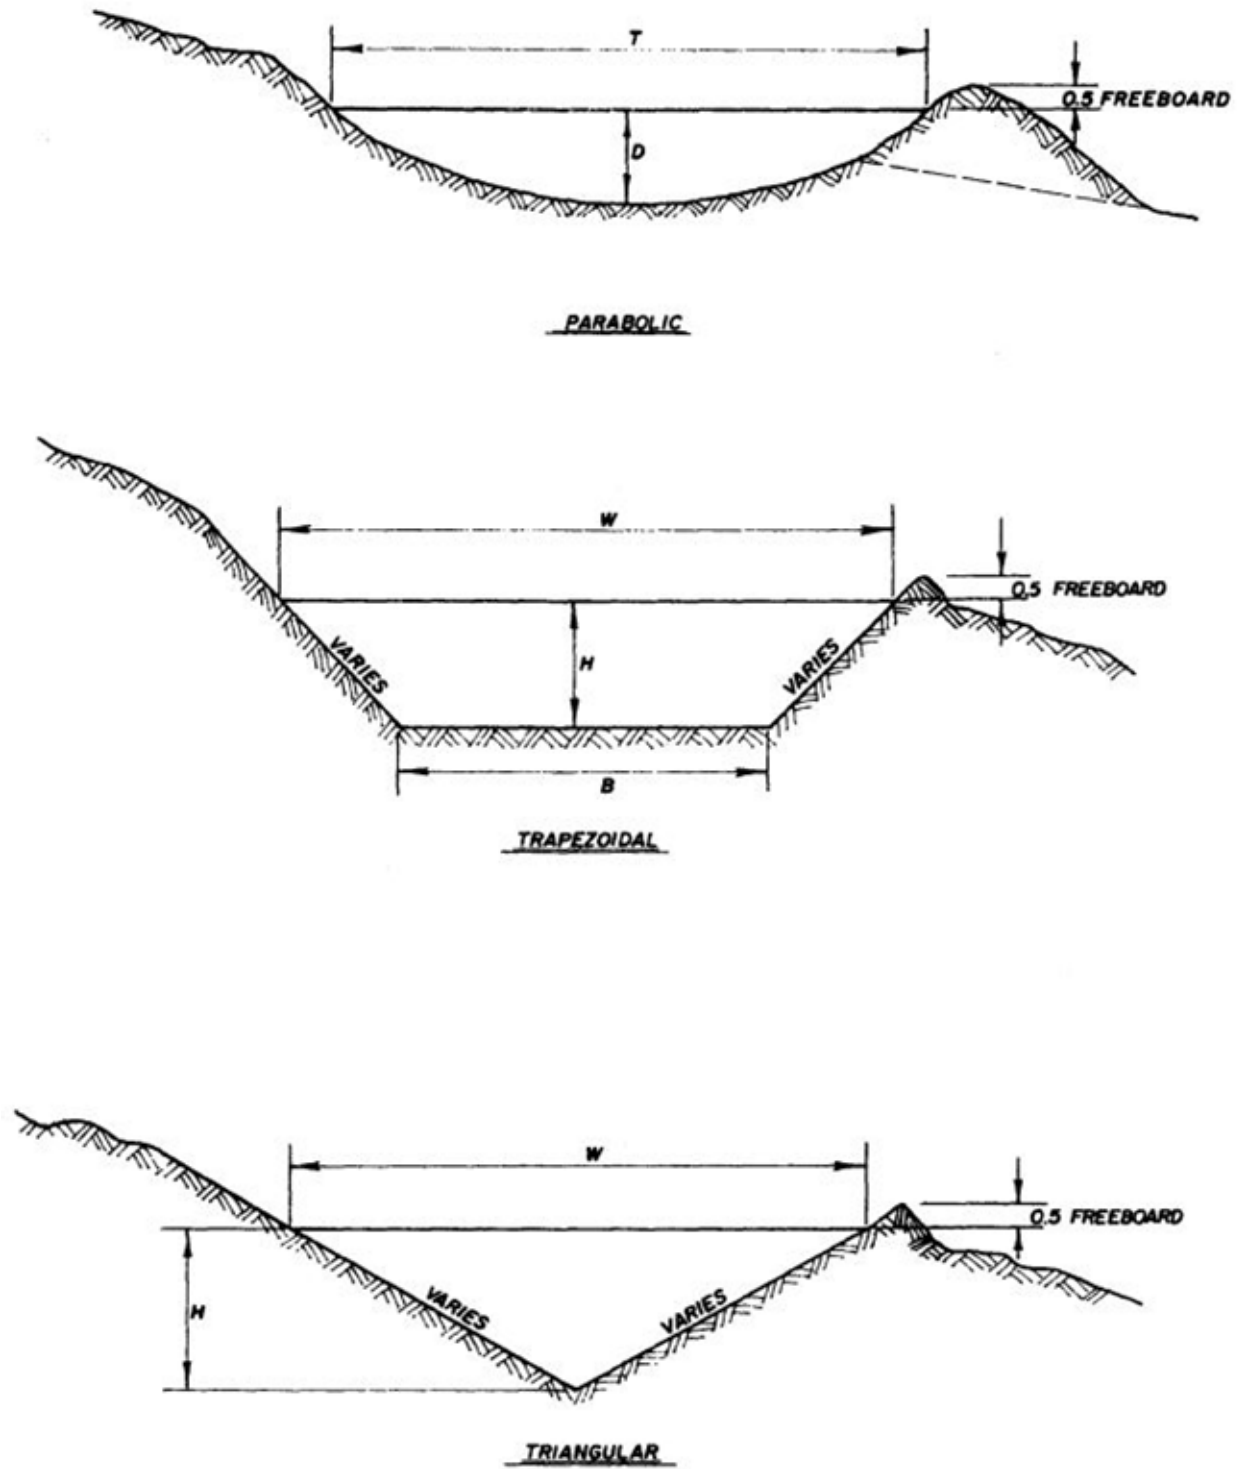 T
0.5 FREEBOARD
D
PARABOLIC
W
0.5 FREEBOARD
VARIES
H
VARIES
B
TRAPEZOIDAL
W
0.5 FREEBOARD
H
VARIES
VARIES
TRIANGULAR